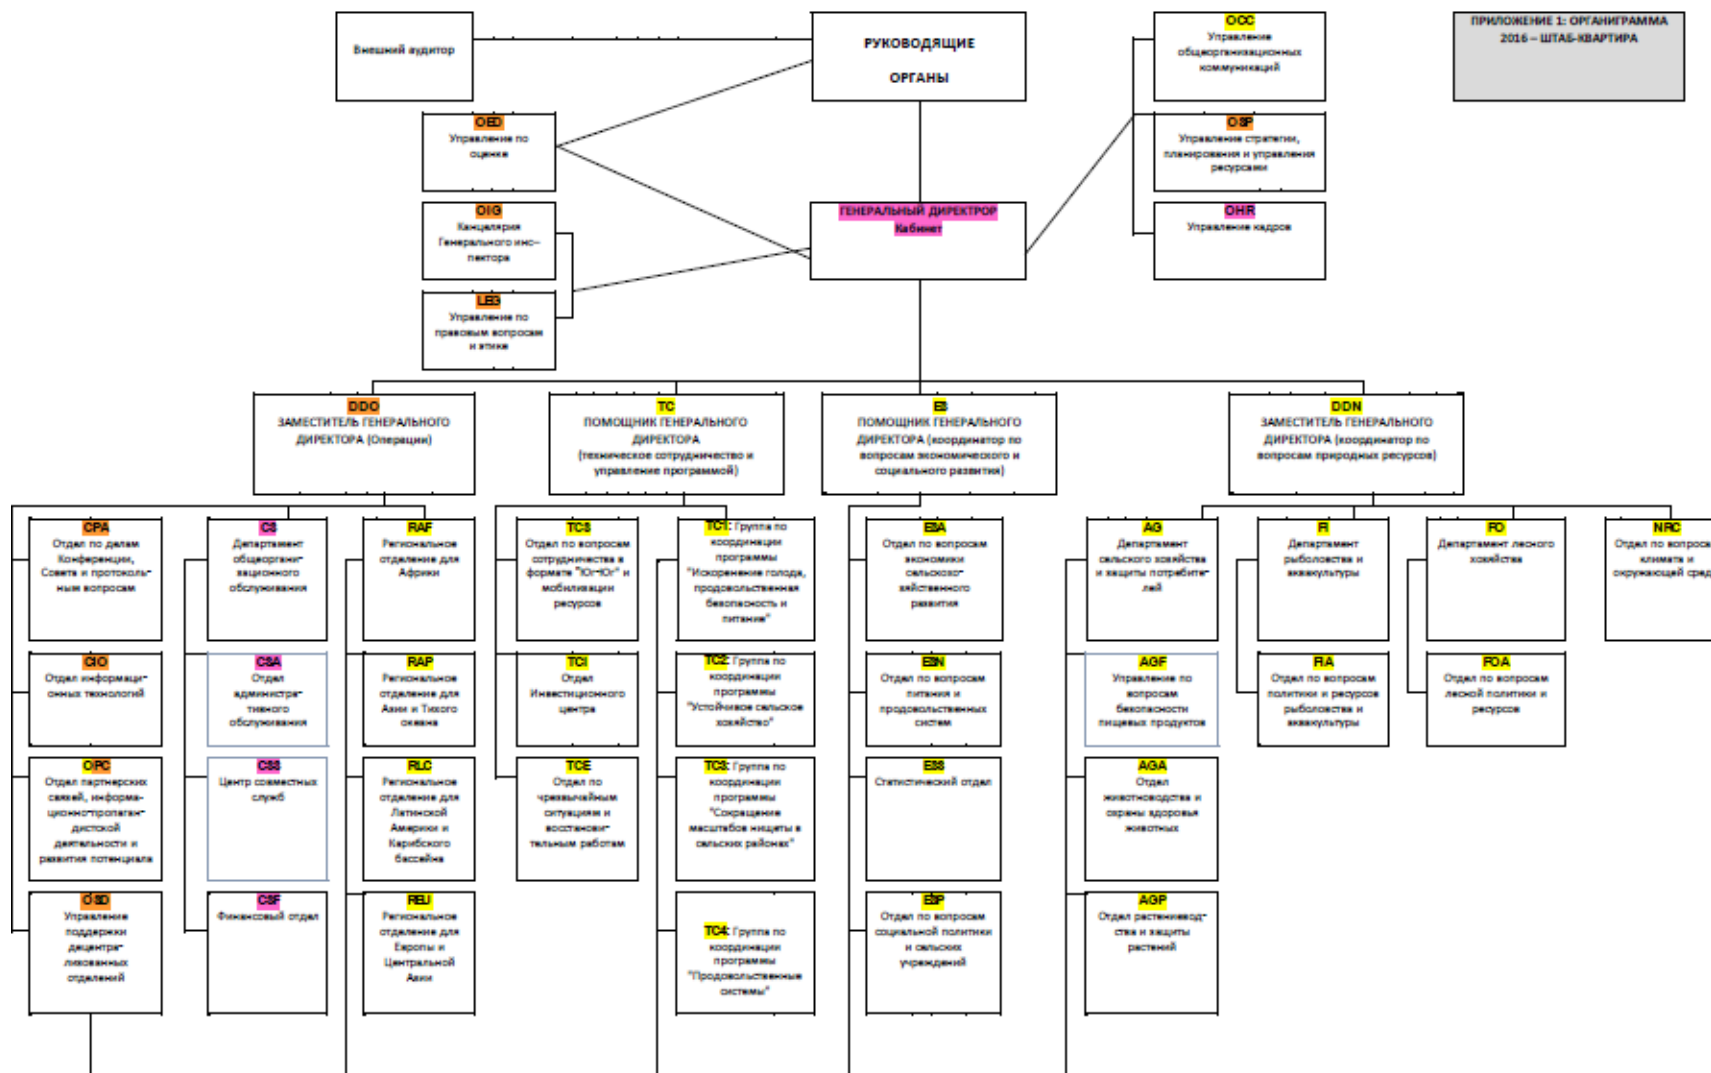 Внешний аудитор
РУКОВОДЯЩИЕ
ОРГАНЫ
OCC
Управление
общеорганизационных
коммуникаций
ПРИЛОЖЕНИЕ 1: ОРГАНИГРАММА
2016 – ШТАБ-КВАРТИРА
OED
Управление по
оценке
OSP
Управление стратегии,
планирования и управления
ресурсами
OIG
Канцелярия
Генерального инс–
пектора
ГЕНЕРАЛЬНЫЙ ДИРЕКТРОР
Кабинет
OHR
Управление кадров
LEG
Управление по
правовым вопросам
и этике
DDO
ЗАМЕСТИТЕЛЬ ГЕНЕРАЛЬНОГО
ДИРЕКТОРА (Операции)
TC
ПОМОЩНИК ГЕНЕРАЛЬНОГО
ДИРЕКТОРА
(техническое сотрудничество и
управление программой)
ES
ПОМОЩНИК ГЕНЕРАЛЬНОГО
ДИРЕКТОРА (координатор по
вопросам экономического и
социального развития)
DDN
ЗАМЕСТИТЕЛЬ ГЕНЕРАЛЬНОГО
ДИРЕКТОРА (координатор по
вопросам природных ресурсов)
CPA
Отдел по делам
Конференции,
Совета и протоколь-
ным вопросам
CS
Департамент
общеоргани-
зационного
обслуживания
RAF
Региональное
отделение для
Африки
TCS
Отдел по вопросам
сотрудничества в
формате "Юг-Юг" и
мобилизации
ресурсов
TC1: Группа по
координации
программы
"Искоренение голода,
продовольственная
безопасность и
питание"
ESA
Отдел по вопросам
экономики
сельскохо-
зяйственного
развития
AG
Департамент
сельского хозяйства
и защиты потребите-
лей
FI
Департамент
рыболовства и
аквакультуры
FO
Департамент лесного
хозяйства
NRC
Отдел по вопроса
климата и
окружающей сред
CIO
Отдел информаци-
онных технологий
CSA
Отдел
администра-
тивного
обслуживания
RAP
Региональное
отделение для
Азии и Тихого
океана
TCI
Отдел
Инвестиционного
центра
TC2: Группа по
координации
программы
"Устойчивое сельское
хозяйство"
ESN
Отдел по вопросам
питания и
продовольственных
систем
AGF
Управление по
вопросам
безопасности
пищевых продуктов
FIA
Отдел по вопросам
политики и ресурсов
рыболовства и
аквакультуры
FOA
Отдел по вопросам
лесной политики и
ресурсов
OPC
Отдел партнерских
связей, информа-
ционно-пропаган-
дистской
деятельности и
развития потенциала
CSS
Центр совместных
служб
RLC
Региональное
отделение для
Латинской
Америки и
Карибского
бассейна
TCE
Отдел по
чрезвычайным
ситуациям и
восстанови-
тельным работам
TC3: Группа по
координации
программы
"Сокращение
масштабов нищеты в
сельских районах"
ESS
Статистический отдел
AGA
Отдел
животноводства и
охраны здоровья
животных
OSD
Управление
поддержки
децентра-
лизованных
отделений
CSF
Финансовый отдел
REU
Региональное
отделение для
Европы и
Центральной
Азии
TC4: Группа по
координации
программы
"Продовольственные
системы"
ESP
Отдел по вопросам
социальной политики
и сельских
учреждений
AGP
Отдел растениевод-
ства и защиты
растений